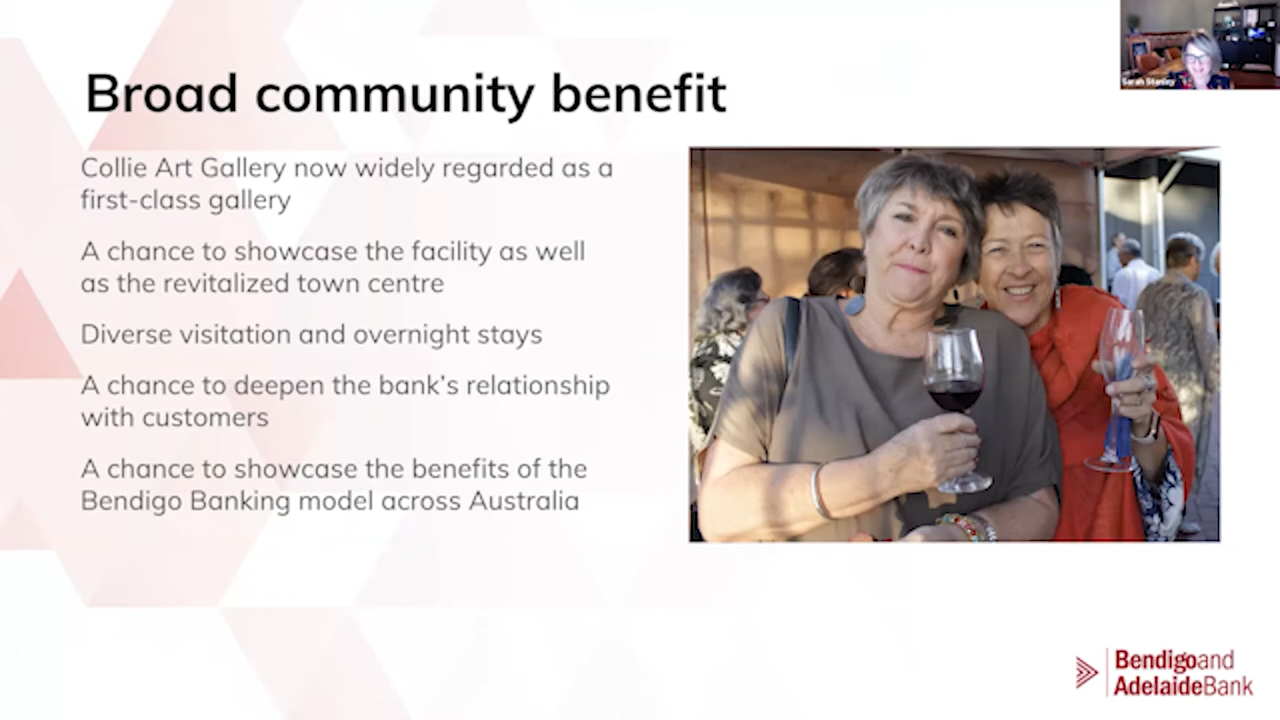 Broad community benefit
Collie Art Gallery now widely regarded as a
first-class gallery
A chance to showcase the facility as well
as the revitalized town centre
Diverse visitation and overnight stays
A chance to deepen the bank's relationship
with customers
A chance to showcase the benefits of the
Bendigo Banking model across Australia
Sarah Stanley
Bendigoand
AdelaideBank